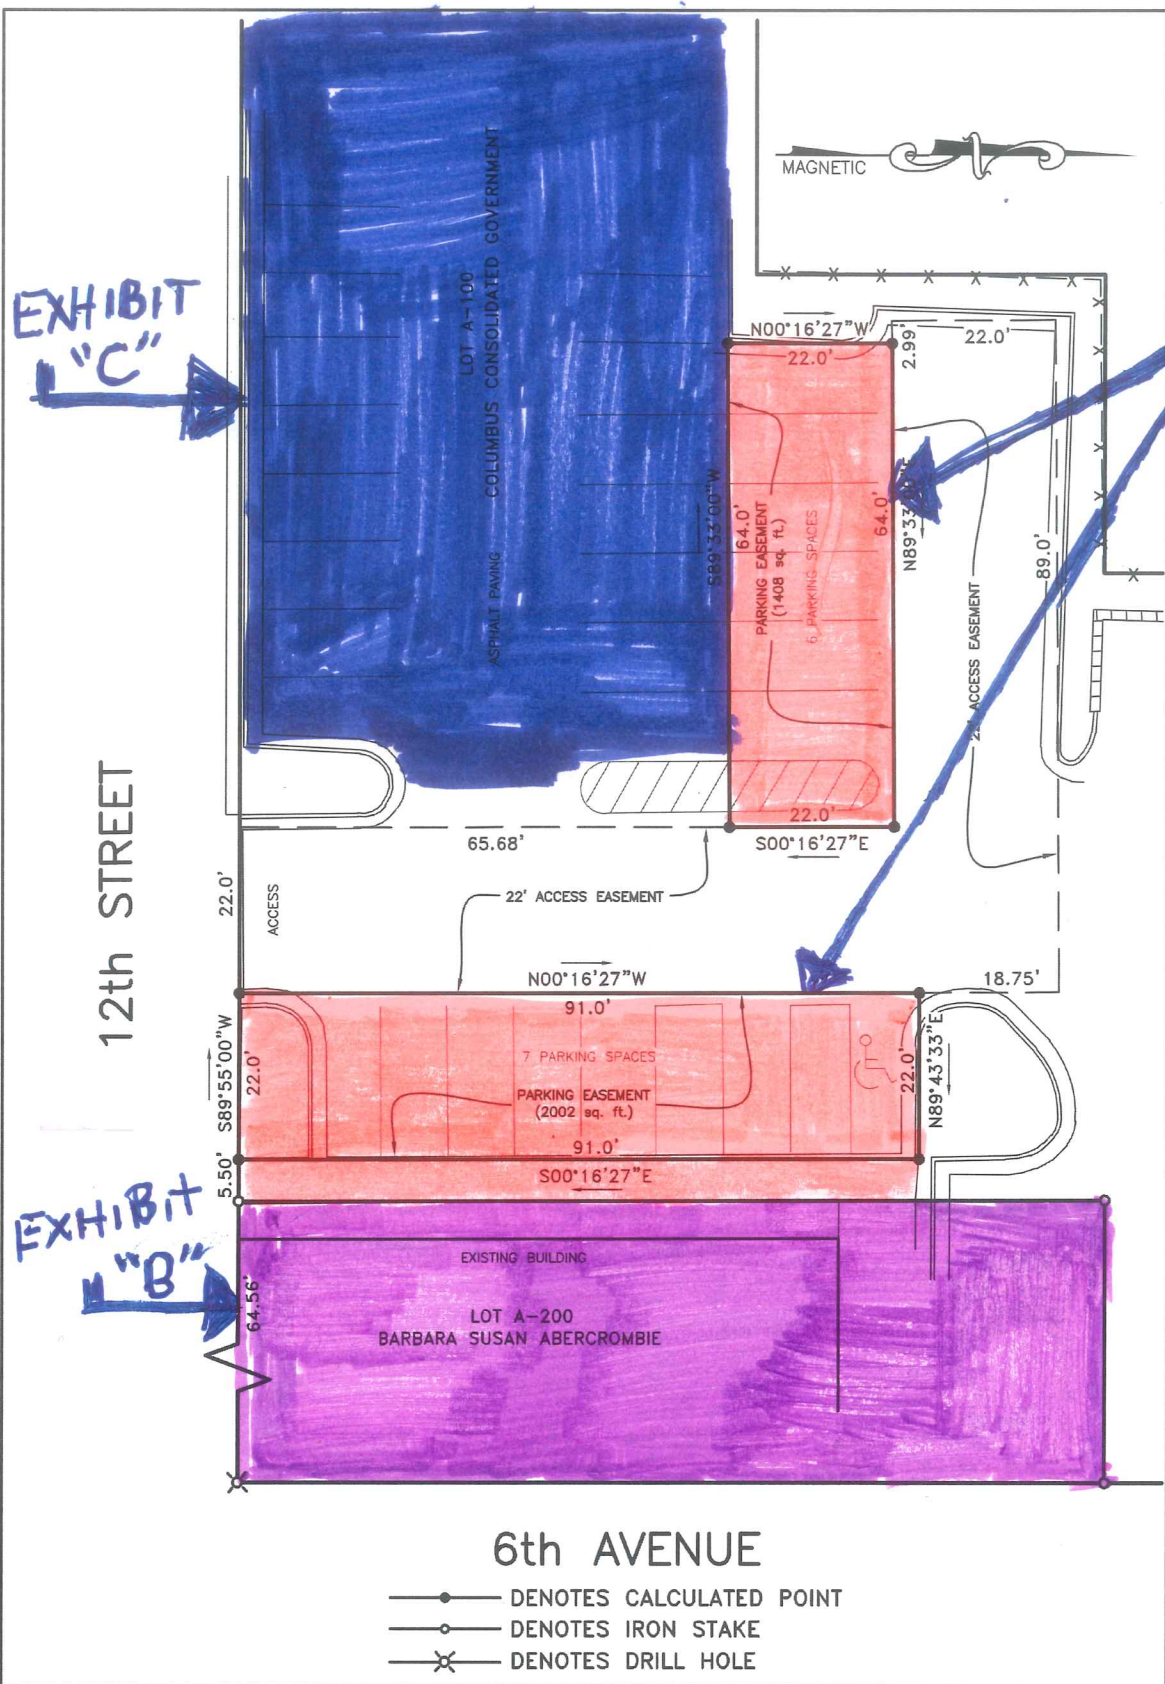 MAGNETIC
EXHIBIT
"C"
LOT A-100
COLUMBUS CONSOLIDATED GOVERNMENT
ASPHALT PAVING
N00°16'27"W
22.0'
2.99'
22.0'
S89°33'00"W
64.0'
PARKING EASEMENT
(1408 sq. ft.)
6 PARKING SPACES
64.0'
89.0'
22' ACCESS EASEMENT
22.0'
S00°16'27"E
65.68'
12th STREET
22.0'
ACCESS
22' ACCESS EASEMENT
N00°16'27"W
91.0'
18.75'
S89°55'00"W
22.0'
7 PARKING SPACES
PARKING EASEMENT
(2002 sq. ft.)
22.0'
N89°43'33"E
91.0'
S00°16'27"E
5.50'
EXHIBIT
"B"
64.56'
EXISTING BUILDING
LOT A-200
BARBARA SUSAN ABERCROMBIE
6th AVENUE
DENOTES CALCULATED POINT
DENOTES IRON STAKE
DENOTES DRILL HOLE